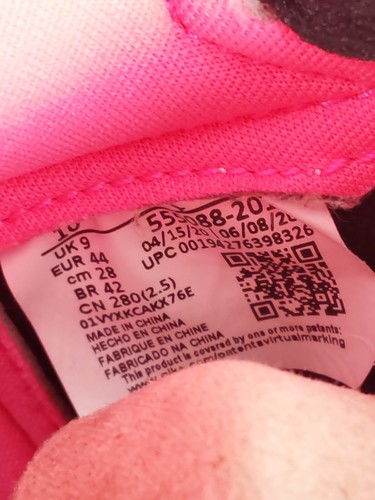 10
UK 9
EUR 44
cm 28
BR 42
CN 280(2.5)
01VYXKCAKX76E
04/15/20
06/08/20
UPC 00194276398326
MADE IN CHINA
HECHO EN CHINA
FABRIQUE EN CHINE
FABRICADO NA CHINA
This product is covered by one or more patents: